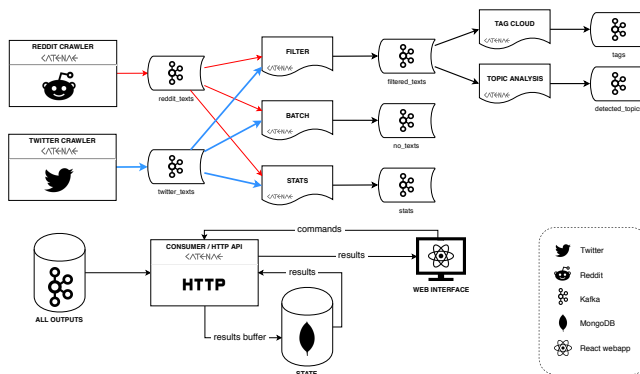 REDDIT CRAWLER
CATENAE
reddit_texts
TWITTER CRAWLER
CATENAE
twitter_texts
FILTER
CATENAE
filtered_texts
BATCH
CATENAE
no_texts
STATS
CATENAE
stats
TAG CLOUD
CATENAE
tags
TOPIC ANALYSIS
CATENAE
detected_topic
ALL OUTPUTS
CONSUMER / HTTP API
CATENAE
HTTP
commands
results
results
results buffer
WEB INTERFACE
STATE
Twitter
Reddit
Kafka
MongoDB
React webapp